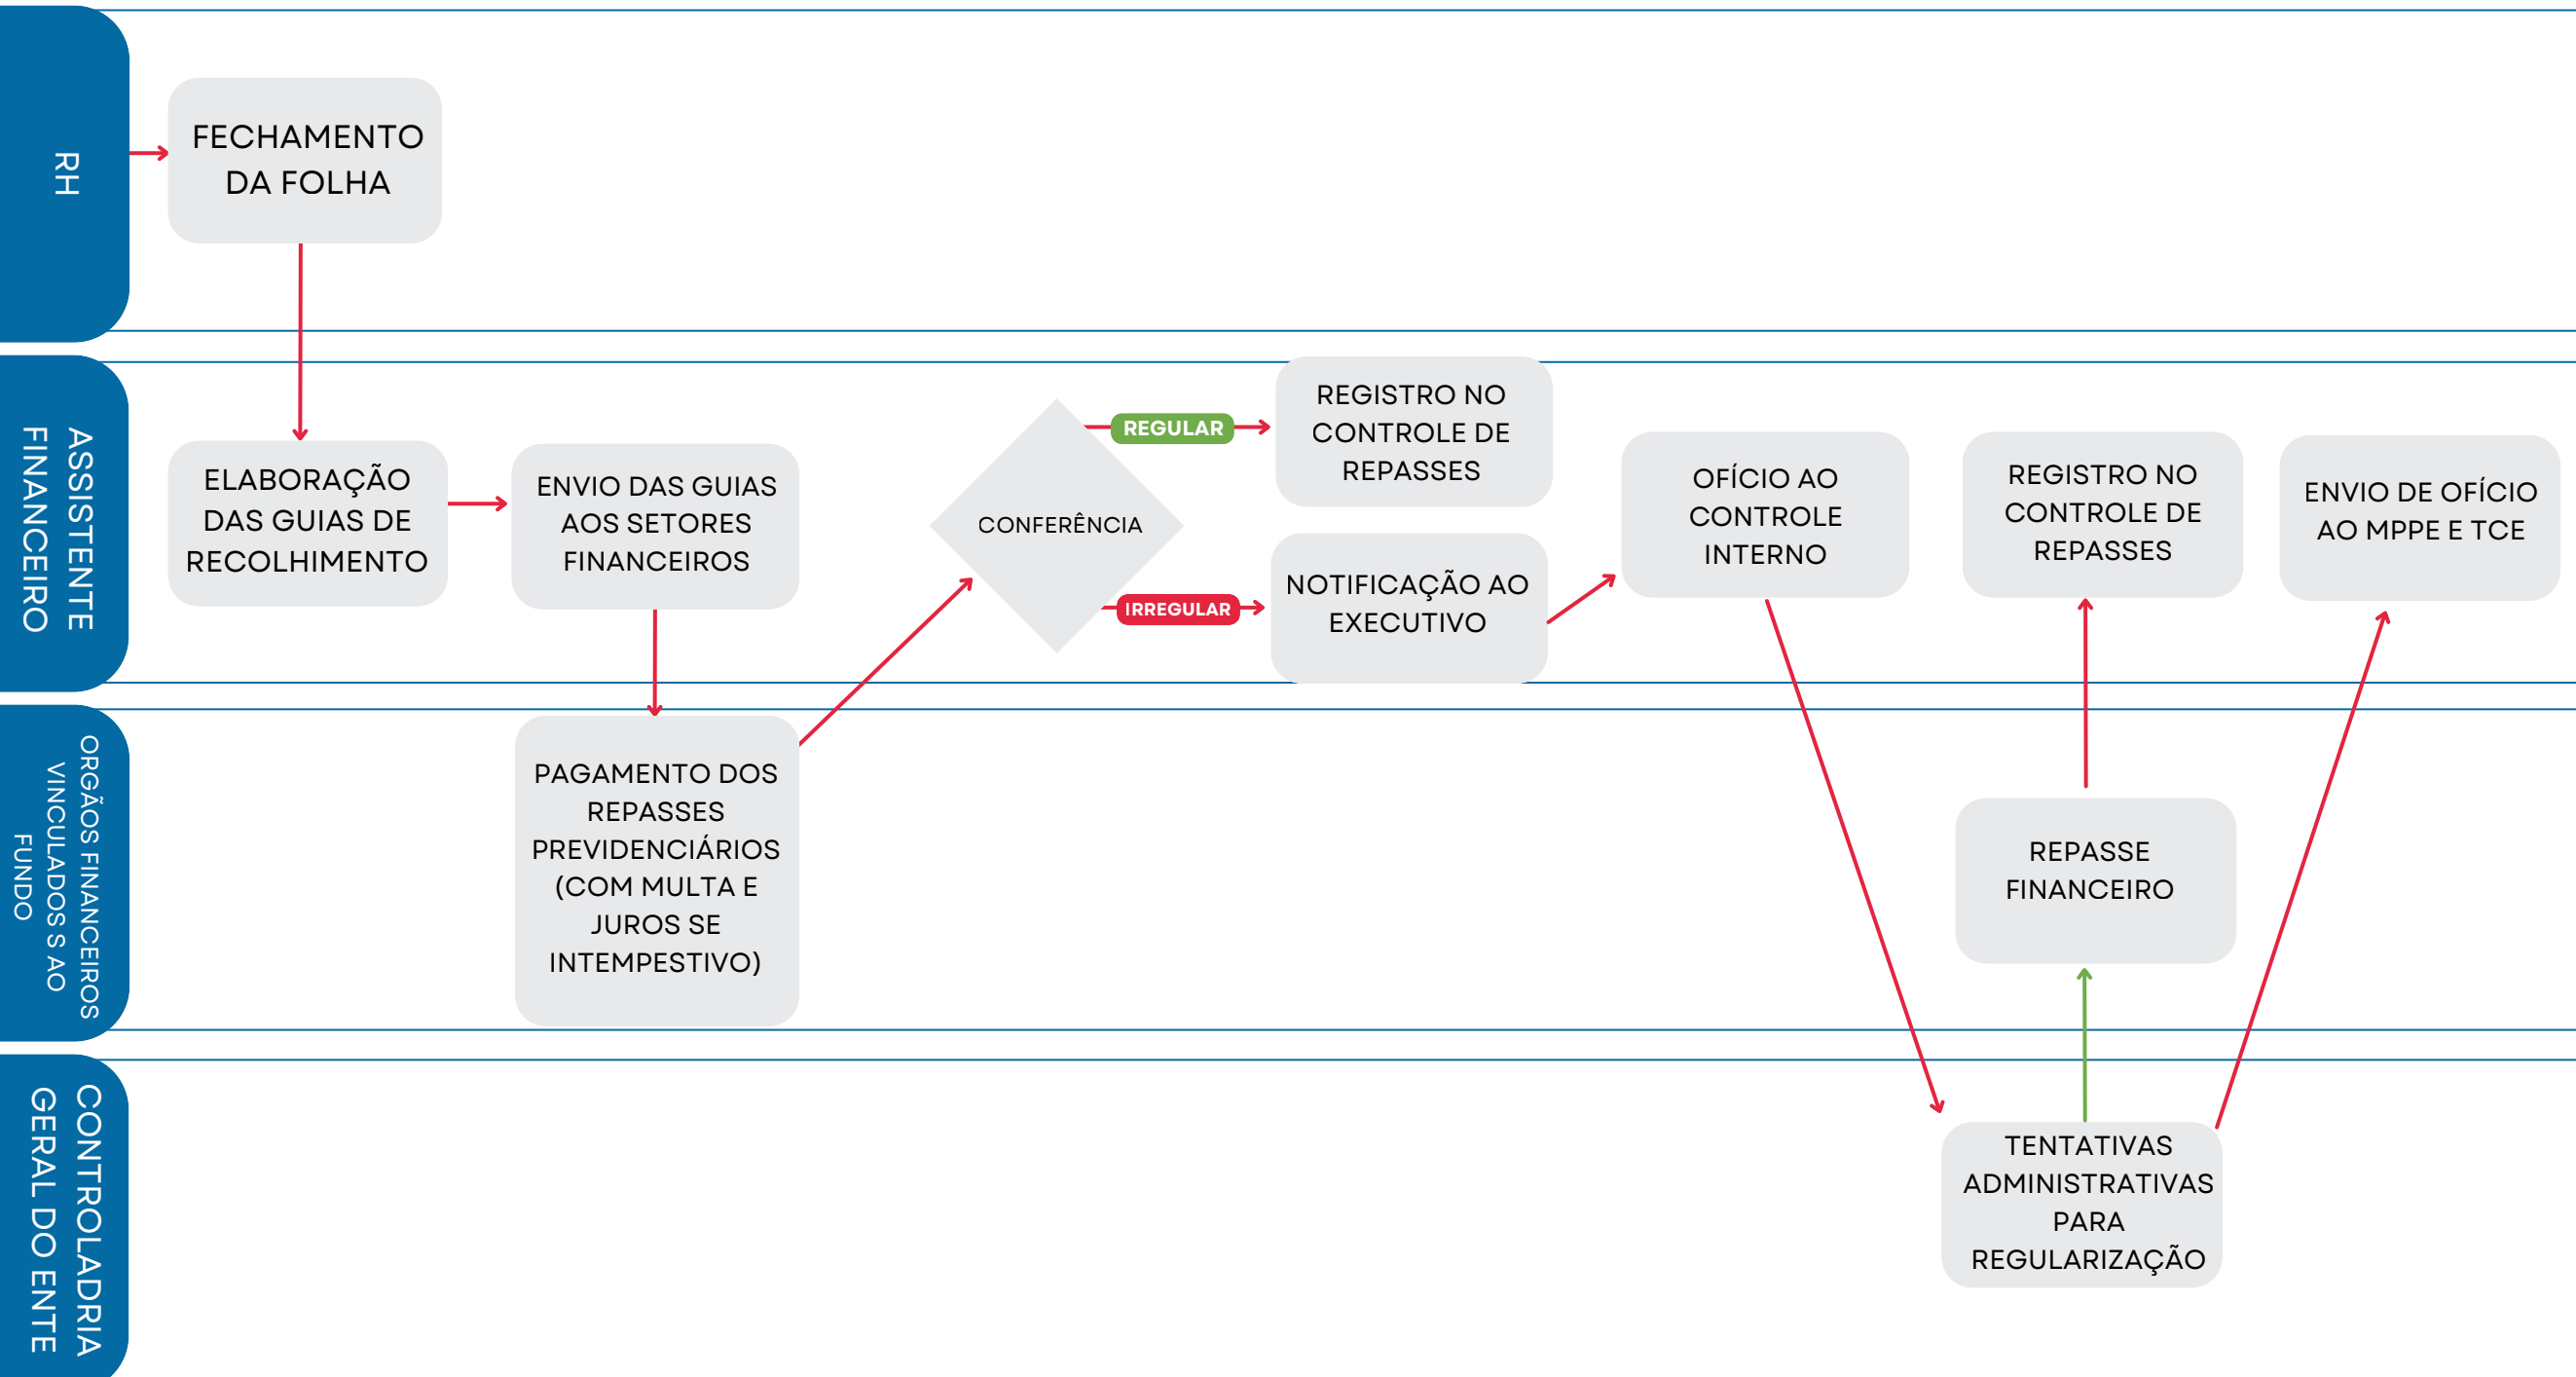 RH
FECHAMENTO
DA FOLHA
ASSISTENTE
FINANCEIRO
ELABORAÇÃO
DAS GUIAS DE
RECOLHIMENTO
ENVIO DAS GUIAS
AOS SETORES
FINANCEIROS
CONFERÊNCIA
REGULAR
REGISTRO NO
CONTROLE DE
REPASSES
IRREGULAR
NOTIFICAÇÃO AO
EXECUTIVO
OFÍCIO AO
CONTROLE
INTERNO
REGISTRO NO
CONTROLE DE
REPASSES
ENVIO DE OFÍCIO
AO MPPE E TCE
ORGÃOS FINANCEIROS
VINCULADOS S AO
FUNDO
PAGAMENTO DOS
REPASSES
PREVIDENCIÁRIOS
(COM MULTA E
JUROS SE
INTEMPESTIVO)
REPASSE
FINANCEIRO
CONTROLADRIA
GERAL DO ENTE
TENTATIVAS
ADMINISTRATIVAS
PARA
REGULARIZAÇÃO